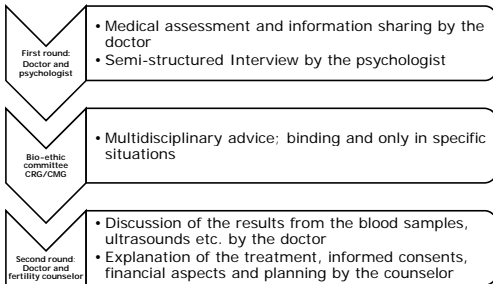 First round:
Doctor and
psychologist
• Medical assessment and information sharing by the
doctor
• Semi-structured Interview by the psychologist
Bio-ethic
committee
CRG/CMG
• Multidisciplinary advice; binding and only in specific
situations
Second round:
Doctor and
fertility counselor
• Discussion of the results from the blood samples,
ultrasounds etc. by the doctor
• Explanation of the treatment, informed consents,
financial aspects and planning by the counselor